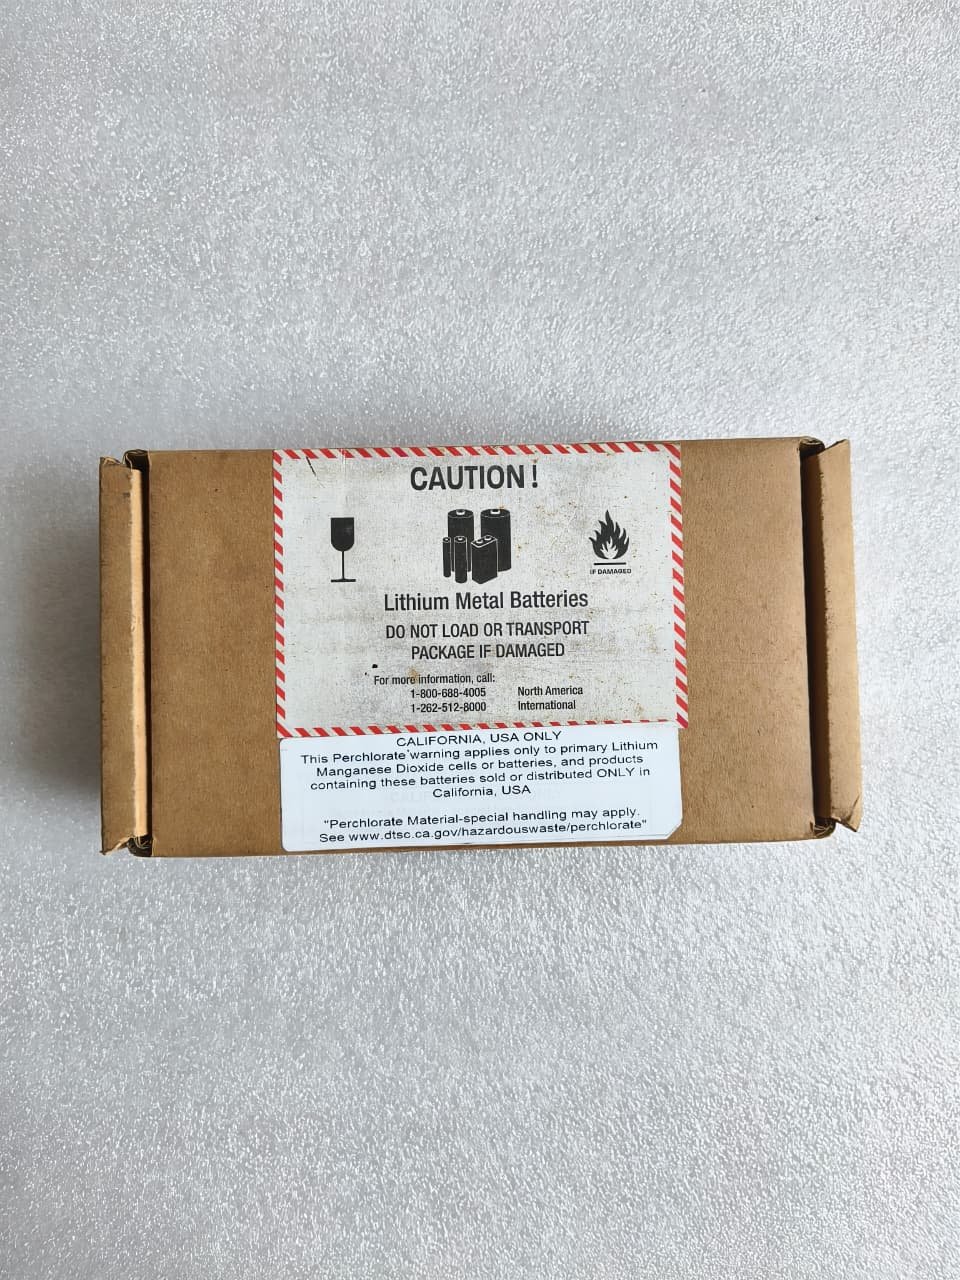 CAUTION !
IF DAMAGED
Lithium Metal Batteries
DO NOT LOAD OR TRANSPORT
PACKAGE IF DAMAGED
For more information, call:
1-800-688-4005 North America
1-262-512-8000 International
CALIFORNIA, USA ONLY
This Perchlorate warning applies only to primary Lithium
Manganese Dioxide cells or batteries, and products
containing these batteries sold or distributed ONLY in
California, USA
"Perchlorate Material-special handling may apply.
See www.dtsc.ca.gov/hazardouswaste/perchlorate"